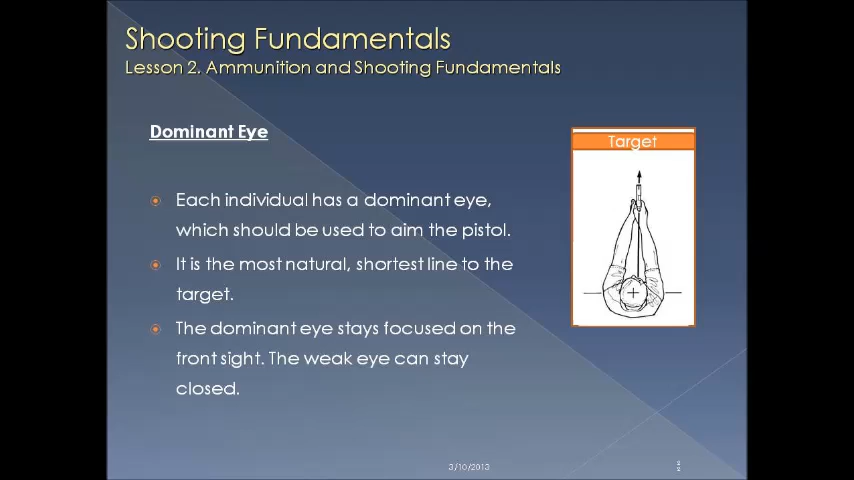 Shooting Fundamentals
Lesson 2. Ammunition and Shooting Fundamentals
Dominant Eye
Target
Each individual has a dominant eye,
which should be used to aim the pistol.
It is the most natural, shortest line to the
target.
The dominant eye stays focused on the
front sight. The weak eye can stay
closed.
3/10/2013